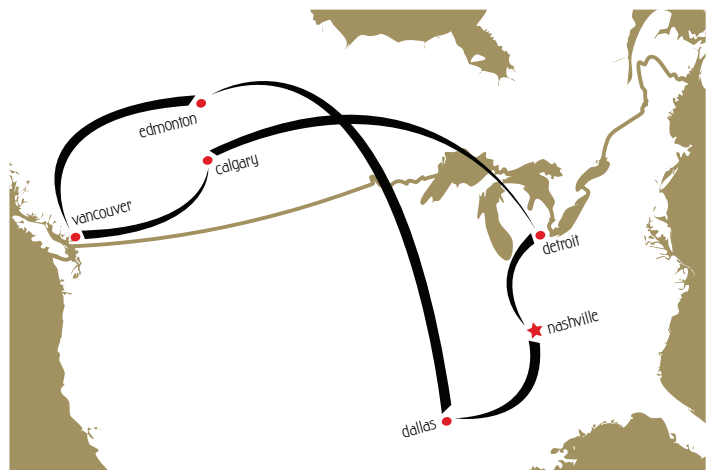 edmonton
calgary
vancouver
detroit
nashville
dallas